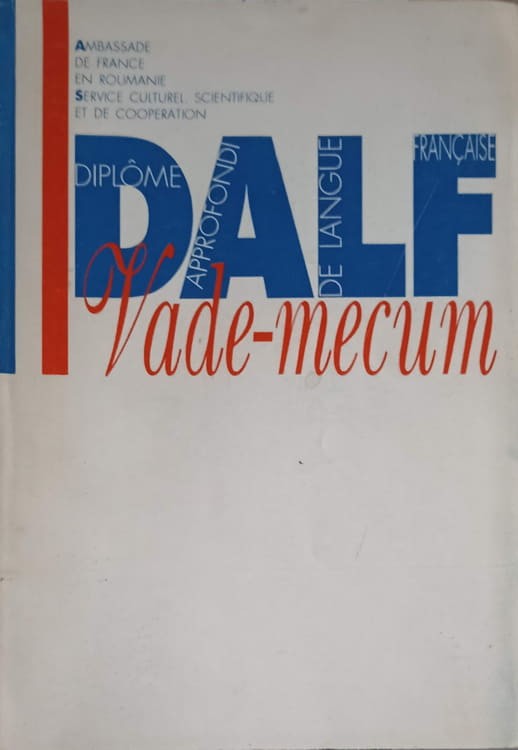 AMBASSADE
DE FRANCE
EN ROUMANIE
SERVICE CULTUREL, SCIENTIFIQUE
ET DE COOPERATION
DALF
DIPLÔME
APPROFONDI
DE LANGUE
FRANÇAISE
Vade-mecum